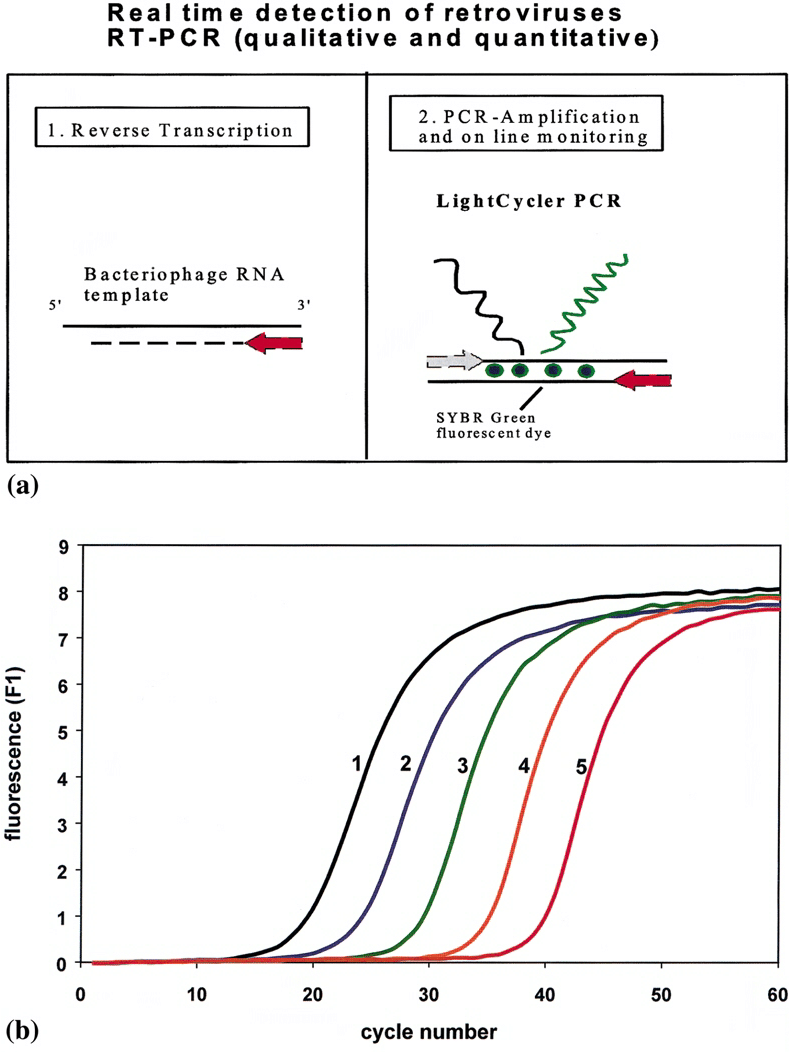 Real time detection of retroviruses
RT-PCR (qualitative and quantitative)
1. Reverse Transcription
Bacteriophage RNA
template
5'
3'
2. PCR-Amplification
and on line monitoring
LightCycler PCR
SYBR Green
fluorescent dye
(a)
9
8
7
6
5
4
3
2
1
0
fluorescence (F1)
1
2
3
4
5
0
10
20
30
40
50
60
cycle number
(b)